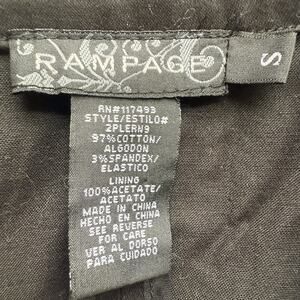 RAMPAGE
S
RN#117493
STYLE/ESTILO#
2PLERN9
97%COTTON/
ALGODON
3%SPANDEX/
ELASTICO
LINING
100%ACETATE/
ACETATO
MADE IN CHINA
HECHO EN CHINA
SEE REVERSE
FOR CARE
VER AL DORSO
PARA CUIDADO